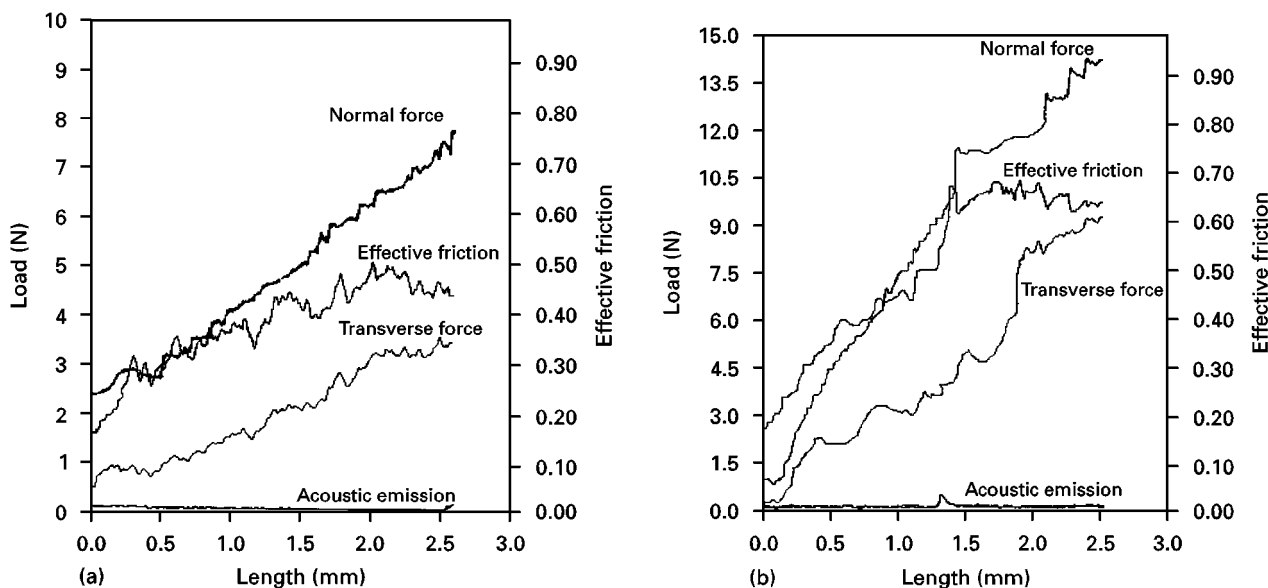 10
9
8
7
6
5
4
3
2
1
0
Load (N)
0.90
0.80
0.70
0.60
0.50
0.40
0.30
0.20
0.10
0.00
Effective friction
Normal force
Effective friction
Transverse force
Acoustic emission
0.0 0.5 1.0 1.5 2.0 2.5 3.0
(a) Length (mm)
15.0
13.5
12.0
10.5
9.0
7.5
6.0
4.5
3.0
1.5
0.0
Load (N)
0.90
0.80
0.70
0.60
0.50
0.40
0.30
0.20
0.10
0.00
Effective friction
Normal force
Effective friction
Transverse force
Acoustic emission
0.0 0.5 1.0 1.5 2.0 2.5 3.0
(b) Length (mm)